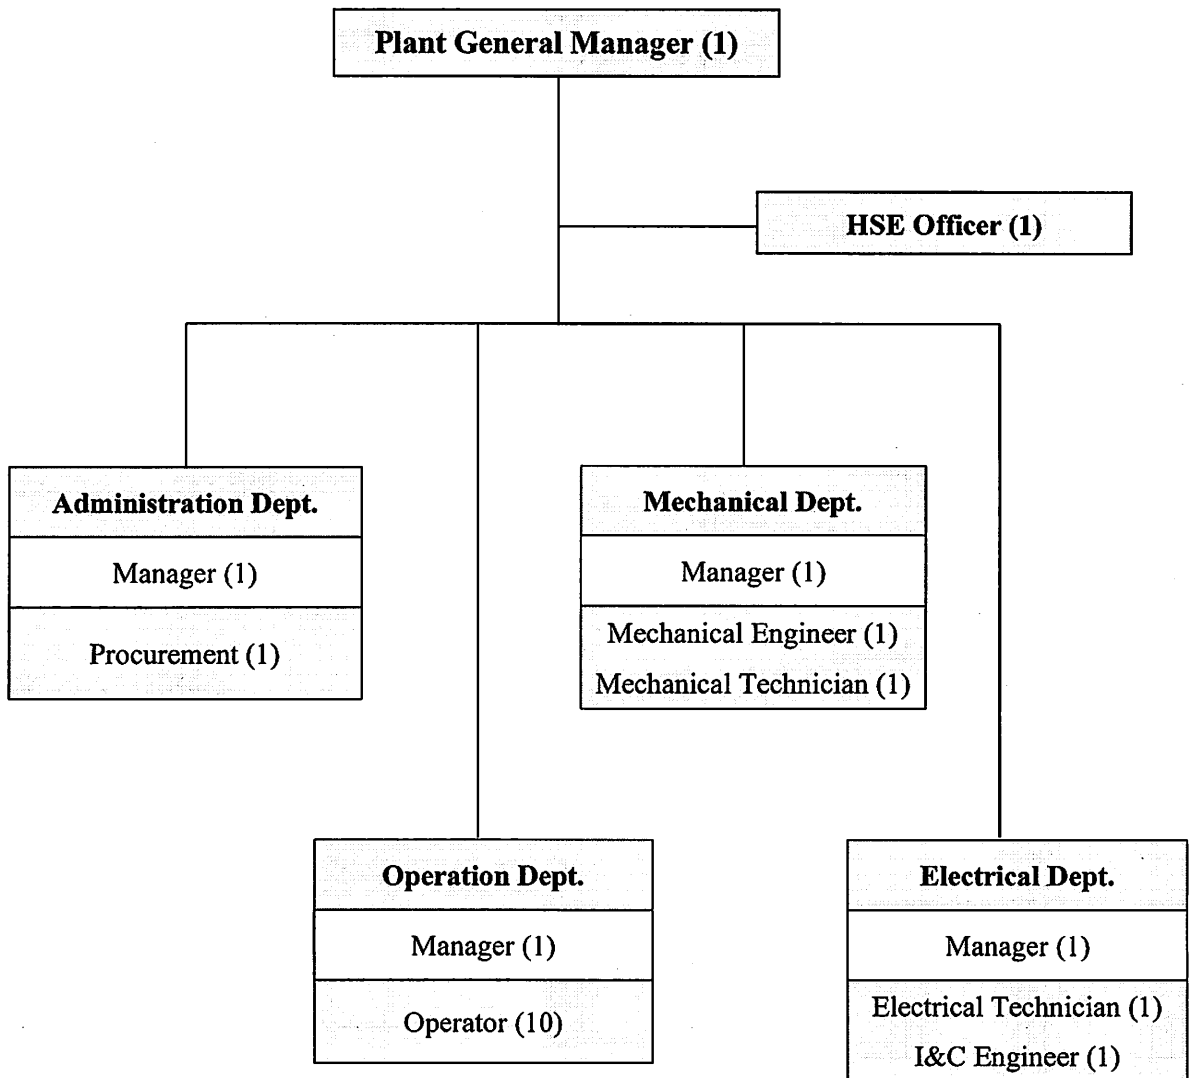 Plant General Manager (1)
HSE Officer (1)
Administration Dept.
Manager (1)
Procurement (1)
Mechanical Dept.
Manager (1)
Mechanical Engineer (1)
Mechanical Technician (1)
Operation Dept.
Manager (1)
Operator (10)
Electrical Dept.
Manager (1)
Electrical Technician (1)
I&C Engineer (1)